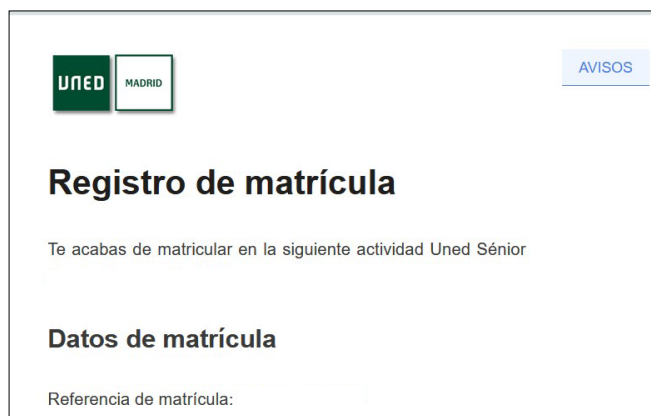 UNED
MADRID
AVISOS
Registro de matrícula
Te acabas de matricular en la siguiente actividad Uned Sénior
Datos de matrícula
Referencia de matrícula: